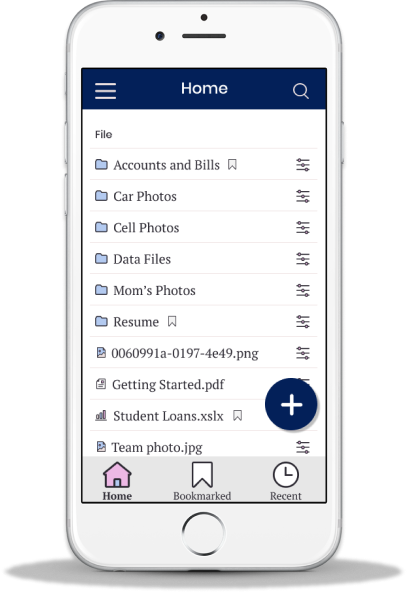 Home
File
Accounts and Bills
Car Photos
Cell Photos
Data Files
Mom's Photos
Resume
0060991a-0197-4e49.png
Getting Started.pdf
Student Loans.xslx
Team photo.jpg
Home Bookmarked Recent